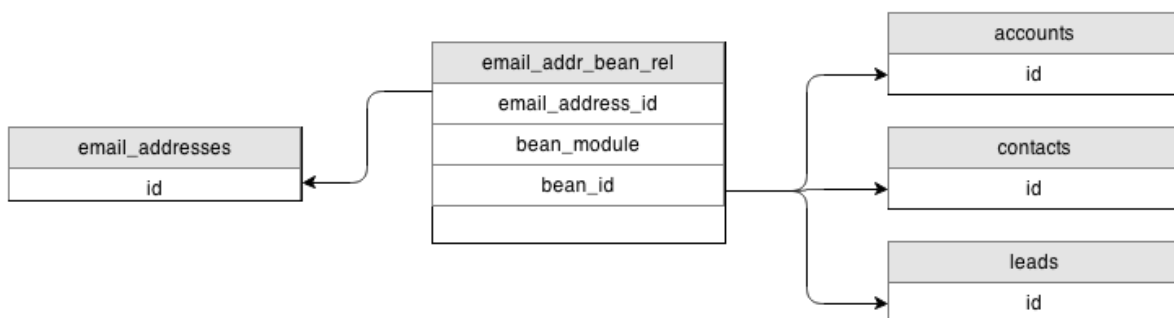 email_addresses
id
email_addr_bean_rel
email_address_id
bean_module
bean_id
accounts
id
contacts
id
leads
id